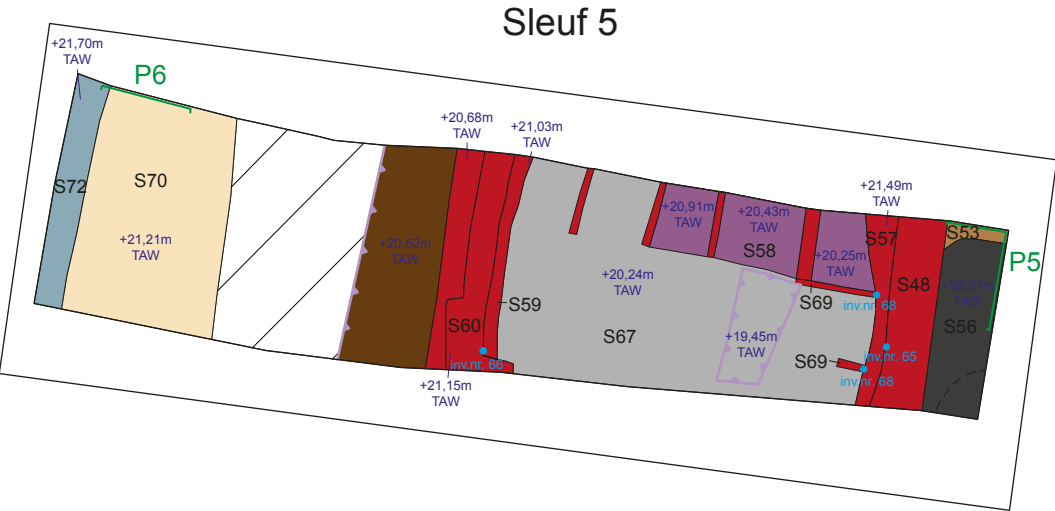 Sleuf 5
+21,70m
TAW
P6
S72
S70
+21,21m
TAW
+20,52m
TAW
+20,68m
TAW
+21,03m
TAW
S60
inv.nr. 66
+21,15m
TAW
S59
+20,24m
TAW
S67
+20,91m
TAW
+20,43m
TAW
S58
+20,25m
TAW
S69
+19,45m
TAW
S69
+21,49m
TAW
S57
S48
inv.nr. 68
inv.nr. 65
inv.nr. 68
S53
P5
+20,51m
TAW
S56